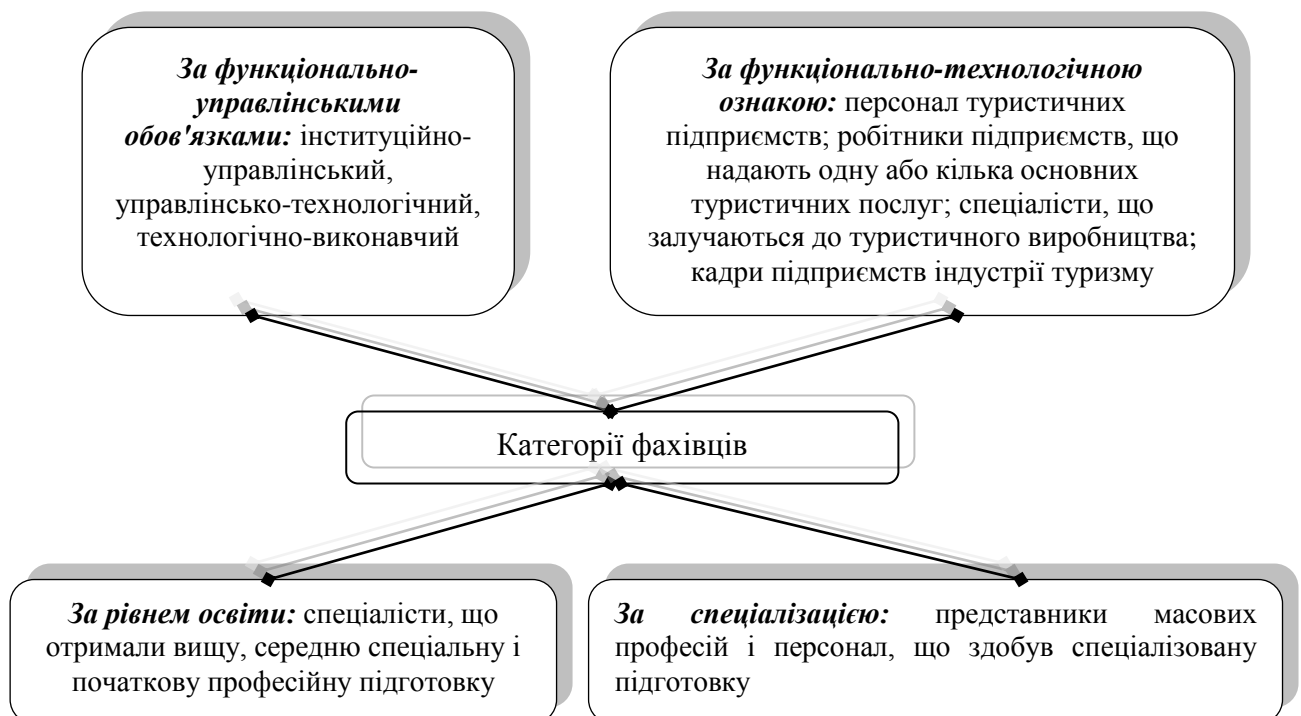 За функціонально-
управлінськими
обов'язками: інституційно-
управлінський,
управлінсько-технологічний,
технологічно-виконавчий
За функціонально-технологічною
ознакою: персонал туристичних
підприємств; робітники підприємств, що
надають одну або кілька основних
туристичних послуг; спеціалісти, що
залучаються до туристичного виробництва;
кадри підприємств індустрії туризму
Категорії фахівців
За рівнем освіти: спеціалісти, що
отримали вищу, середню спеціальну і
початкову професійну підготовку
За спеціалізацією: представники масових
професій і персонал, що здобув спеціалізовану
підготовку